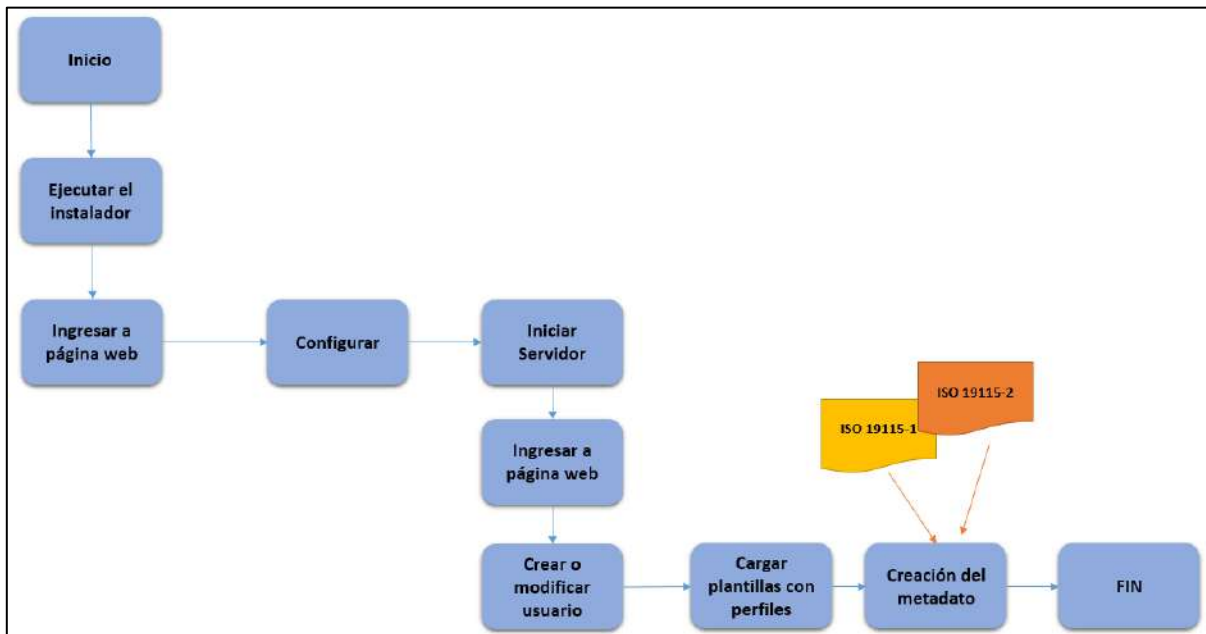 Inicio
Ejecutar el
instalador
Ingresar a
página web
Configurar
Iniciar
Servidor
Ingresar a
página web
Crear o
modificar
usuario
Cargar
plantillas con
perfiles
ISO 19115-1
ISO 19115-2
Creación del
metadato
FIN